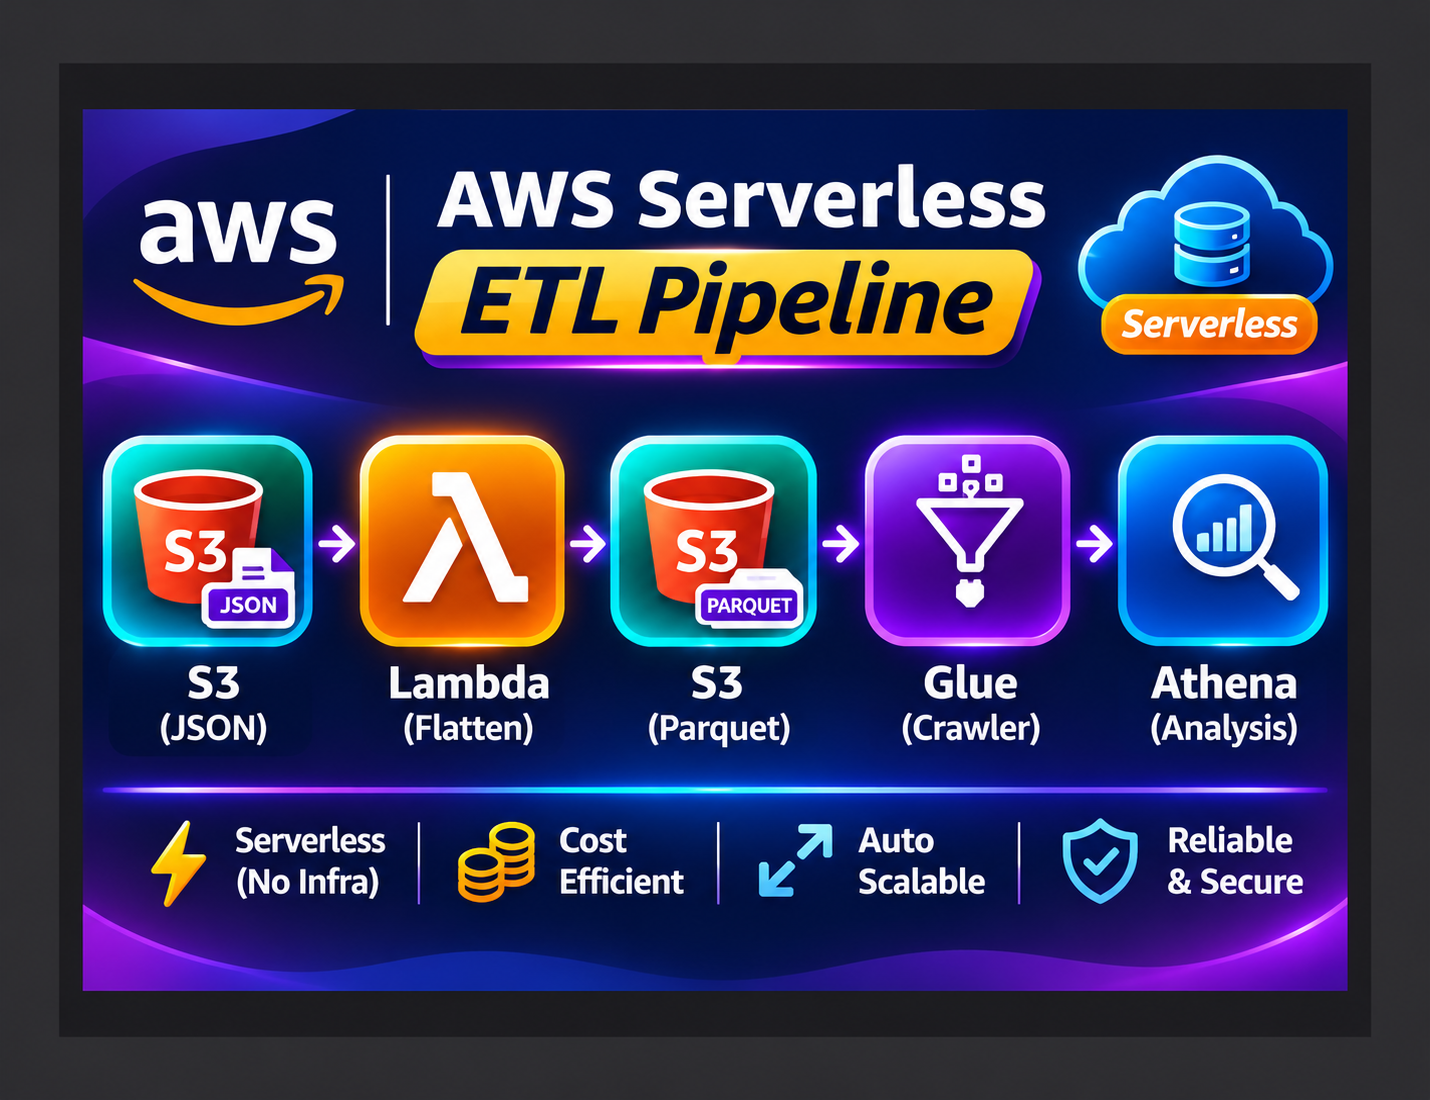 aws
AWS Serverless
ETL Pipeline
Serverless
S3
JSON
λ
S3
PARQUET
S3
(JSON)
Lambda
(Flatten)
S3
(Parquet)
Glue
(Crawler)
Athena
(Analysis)
Serverless
(No Infra)
Cost
Efficient
Auto
Scalable
Reliable
& Secure